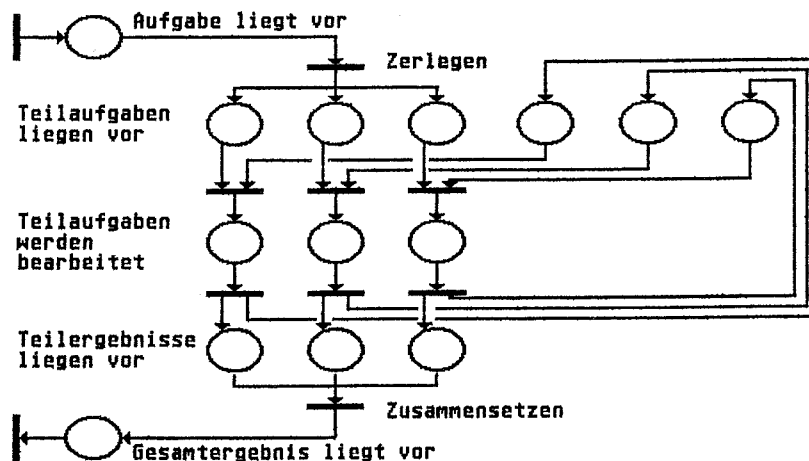 Aufgabe liegt vor
Zerlegen
Teilaufgaben
liegen vor
Teilaufgaben
werden
bearbeitet
Teilergebnisse
liegen vor
Zusammensetzen
Gesamtergebnis liegt vor